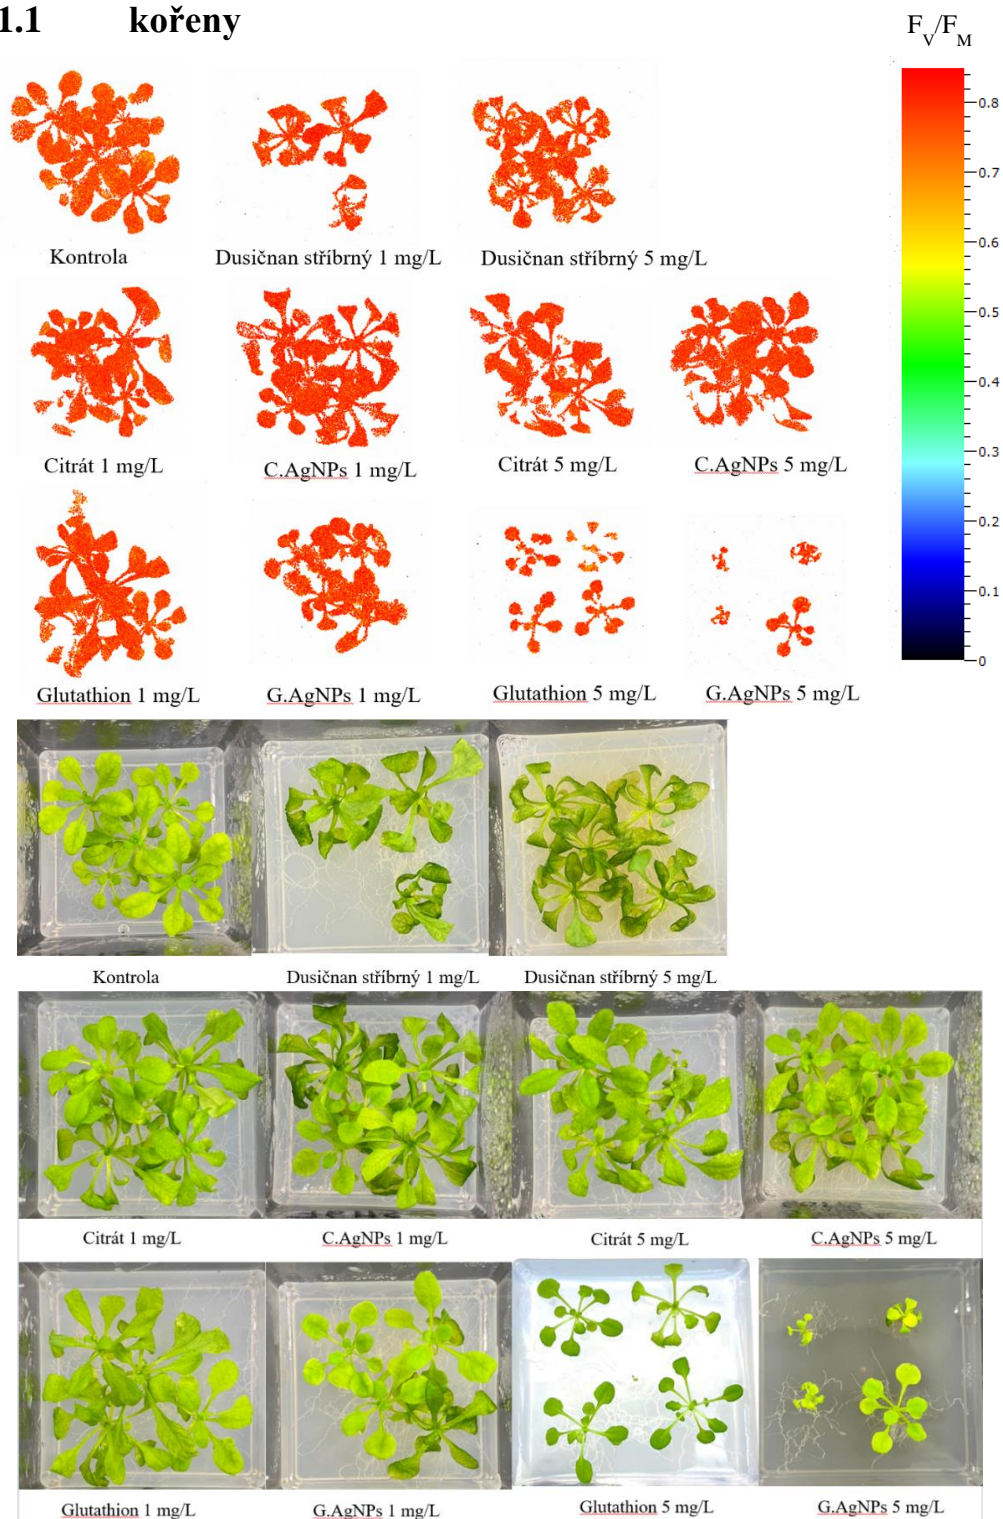 1.1 kořeny
FV/FM
Kontrola
Dusičnan stříbrný 1 mg/L
Dusičnan stříbrný 5 mg/L
Citrát 1 mg/L
C.AgNPs 1 mg/L
Citrát 5 mg/L
C.AgNPs 5 mg/L
Glutathion 1 mg/L
G.AgNPs 1 mg/L
Glutathion 5 mg/L
G.AgNPs 5 mg/L
0.8
0.7
0.6
0.5
0.4
0.3
0.2
0.1
0
Kontrola
Dusičnan stříbrný 1 mg/L
Dusičnan stříbrný 5 mg/L
Citrát 1 mg/L
C.AgNPs 1 mg/L
Citrát 5 mg/L
C.AgNPs 5 mg/L
Glutathion 1 mg/L
G.AgNPs 1 mg/L
Glutathion 5 mg/L
G.AgNPs 5 mg/L